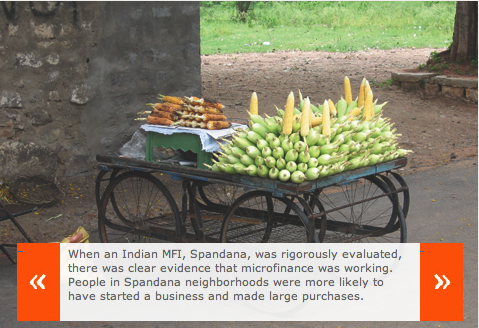 When an Indian MFI, Spandana, was rigorously evaluated,
there was clear evidence that microfinance was working.
People in Spandana neighborhoods were more likely to
have started a business and made large purchases.